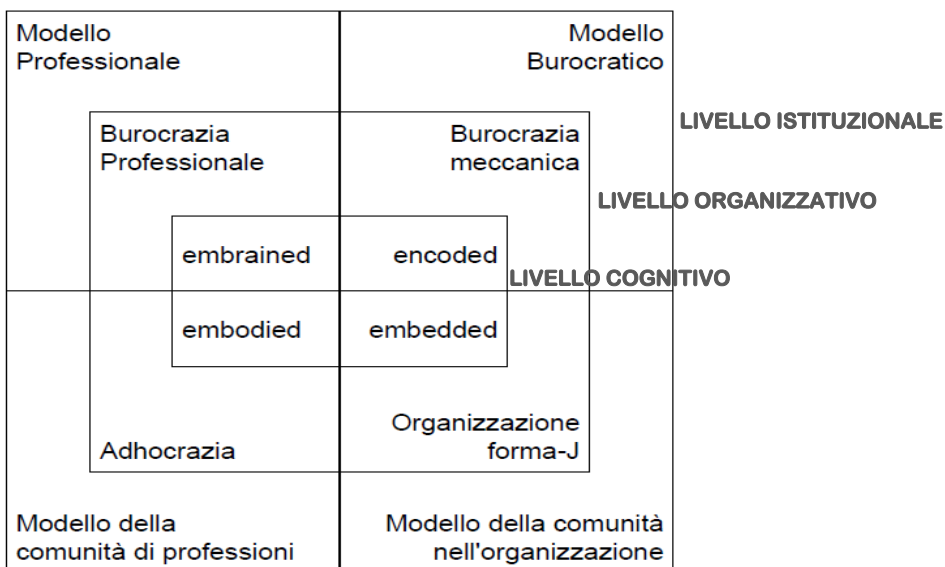 Modello
Professionale
Modello
Burocratico
LIVELLO ISTITUZIONALE
Burocrazia
Professionale
Burocrazia
meccanica
LIVELLO ORGANIZZATIVO
embrained
encoded
LIVELLO COGNITIVO
embodied
embedded
Adhocrazia
Organizzazione
forma-J
Modello della
comunità di professioni
Modello della comunità
nell'organizzazione